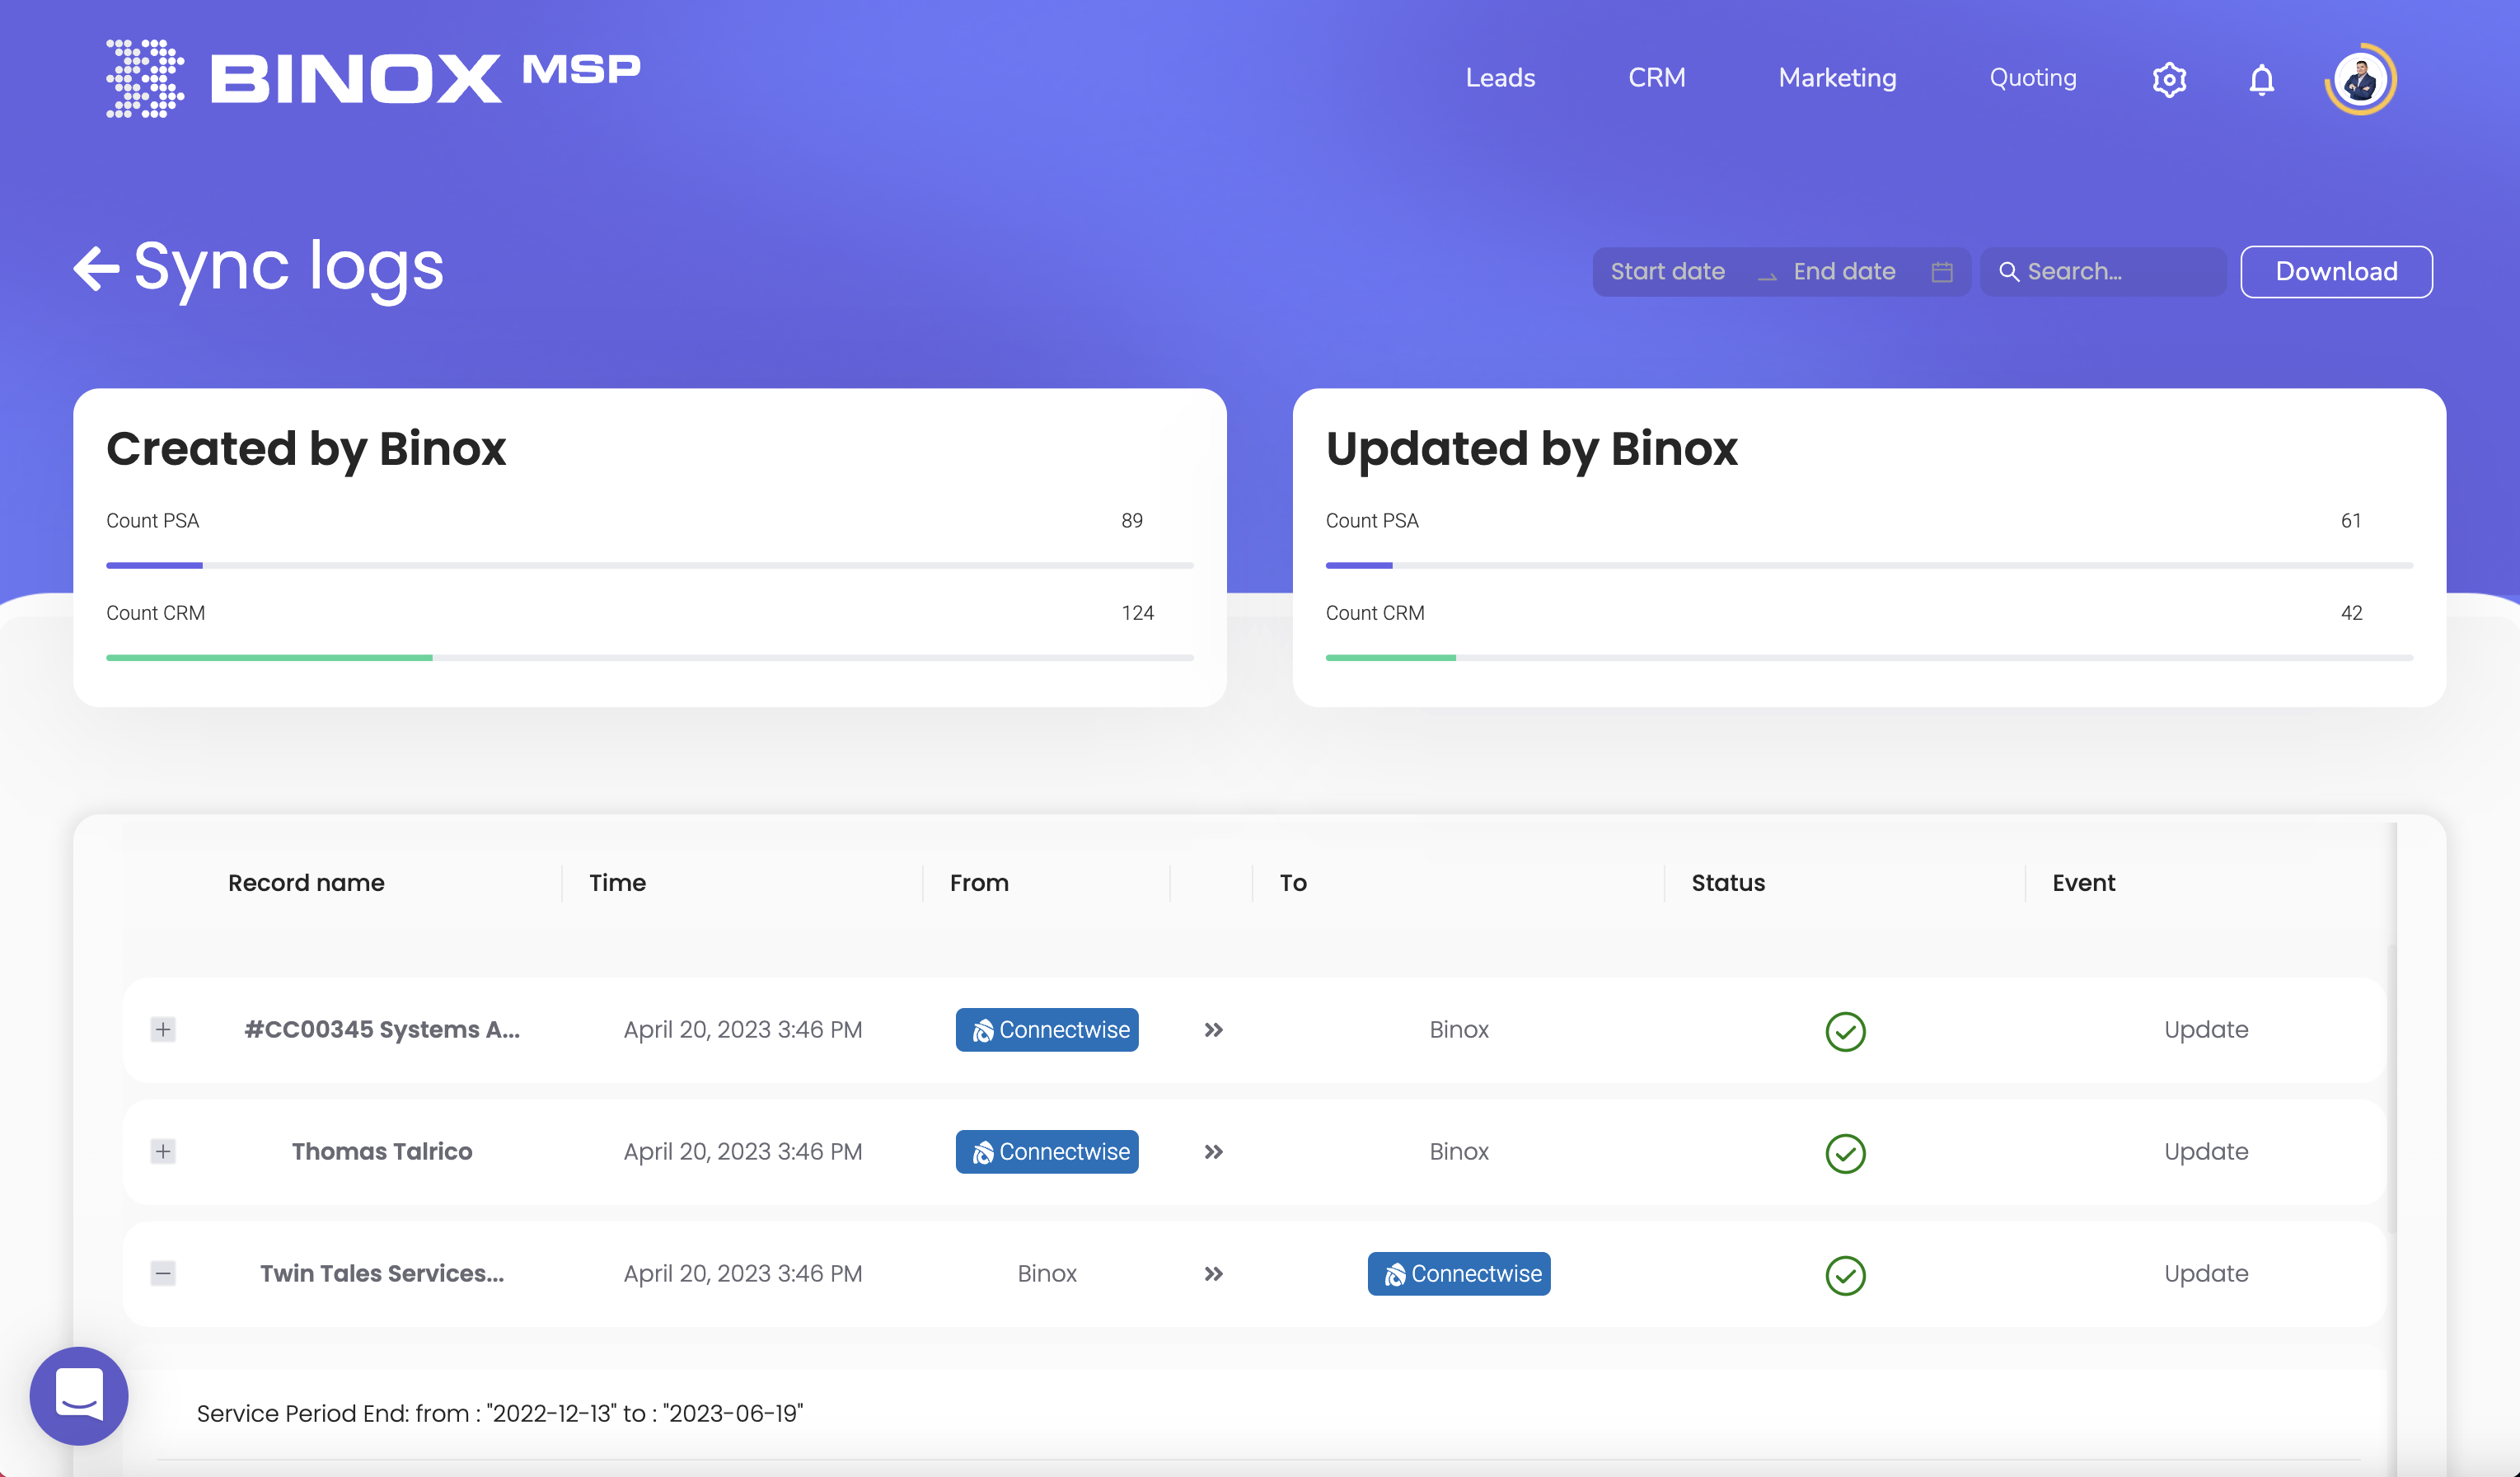 BINOX MSP
Leads CRM Marketing Quoting
Sync logs
Start date End date Search... Download
Created by Binox
Count PSA 89
Count CRM 124
Updated by Binox
Count PSA 61
Count CRM 42
Record name Time From To Status Event
#CC00345 Systems A... April 20, 2023 3:46 PM Connectwise Binox Update
Thomas Talrico April 20, 2023 3:46 PM Connectwise Binox Update
Twin Tales Services... April 20, 2023 3:46 PM Binox Connectwise Update
Service Period End: from : "2022-12-13" to : "2023-06-19"